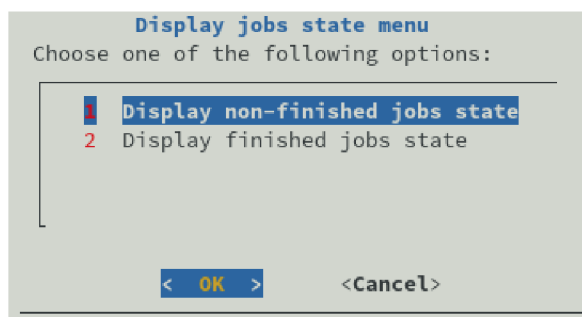 Display jobs state menu
Choose one of the following options:
1 Display non-finished jobs state
2 Display finished jobs state
< OK > <Cancel>